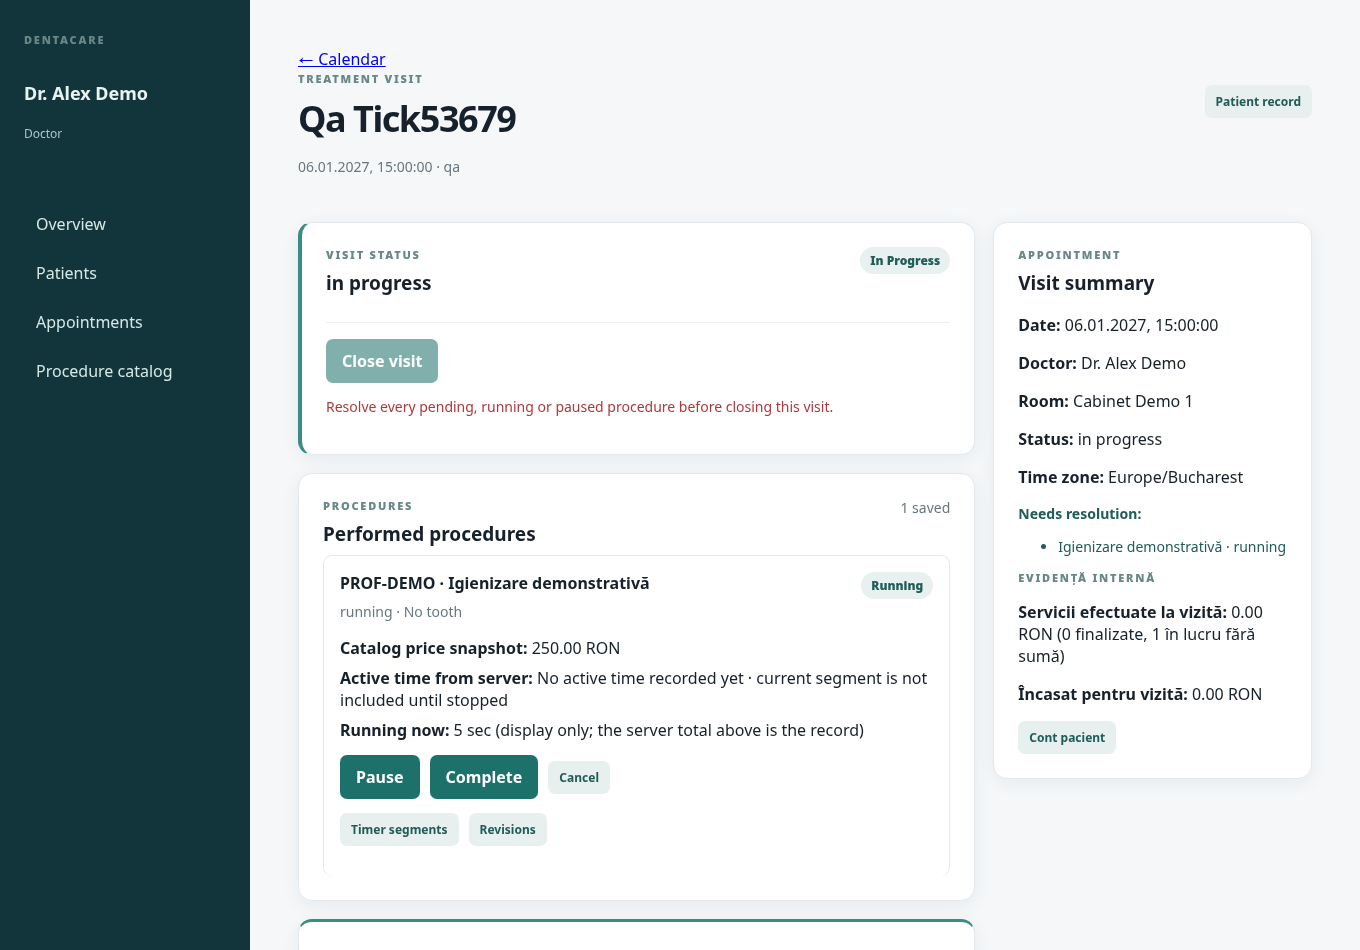 DENTACARE
Dr. Alex Demo
Doctor
Overview
Patients
Appointments
Procedure catalog
← Calendar
TREATMENT VISIT
Qa Tick53679
06.01.2027, 15:00:00 · qa
Patient record
VISIT STATUS
in progress
In Progress
Close visit
Resolve every pending, running or paused procedure before closing this visit.
PROCEDURES
Performed procedures
1 saved
PROF-DEMO · Igienizare demonstrativă
Running
running · No tooth
Catalog price snapshot: 250.00 RON
Active time from server: No active time recorded yet · current segment is not
included until stopped
Running now: 5 sec (display only; the server total above is the record)
Pause
Complete
Cancel
Timer segments
Revisions
APPOINTMENT
Visit summary
Date: 06.01.2027, 15:00:00
Doctor: Dr. Alex Demo
Room: Cabinet Demo 1
Status: in progress
Time zone: Europe/Bucharest
Needs resolution:
• Igienizare demonstrativă · running
EVIDENȚĂ INTERNĂ
Servicii efectuate la vizită: 0.00
RON (0 finalizate, 1 în lucru fără
sumă)
Încasat pentru vizită: 0.00 RON
Cont pacient